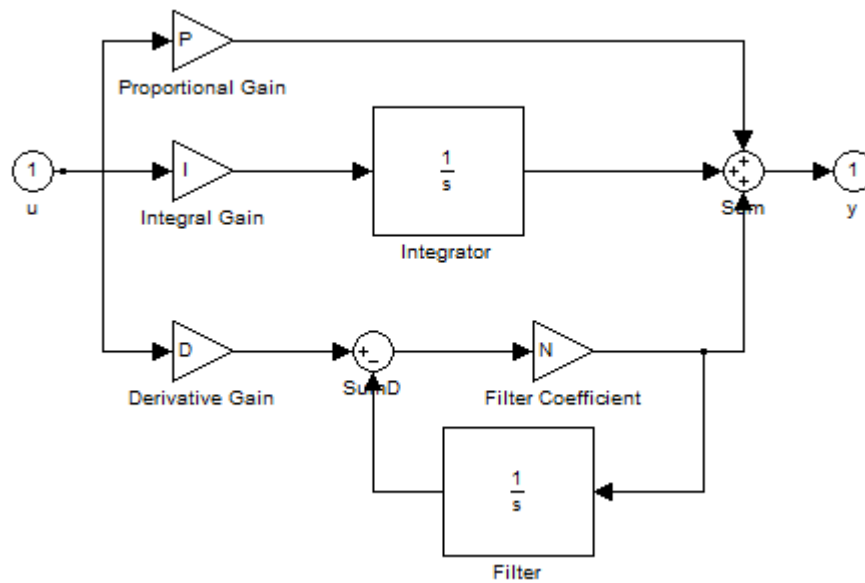 P
Proportional Gain
1
u
I
Integral Gain
1
s
Integrator
+
+
+
Sum
1
y
D
Derivative Gain
+
−
SumD
N
Filter Coefficient
1
s
Filter